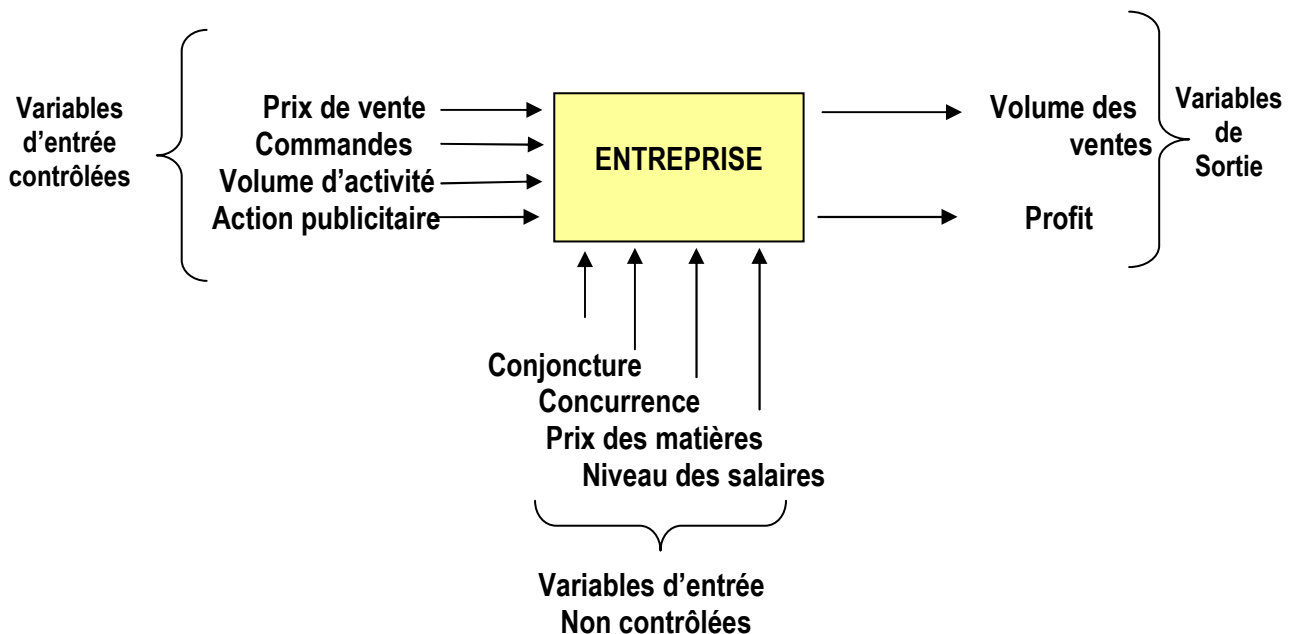 Variables
d’entrée
contrôlées
Prix de vente
Commandes
Volume d’activité
Action publicitaire
ENTREPRISE
Volume des
ventes
Profit
Variables
de
Sortie
Conjoncture
Concurrence
Prix des matières
Niveau des salaires
Variables d’entrée
Non contrôlées